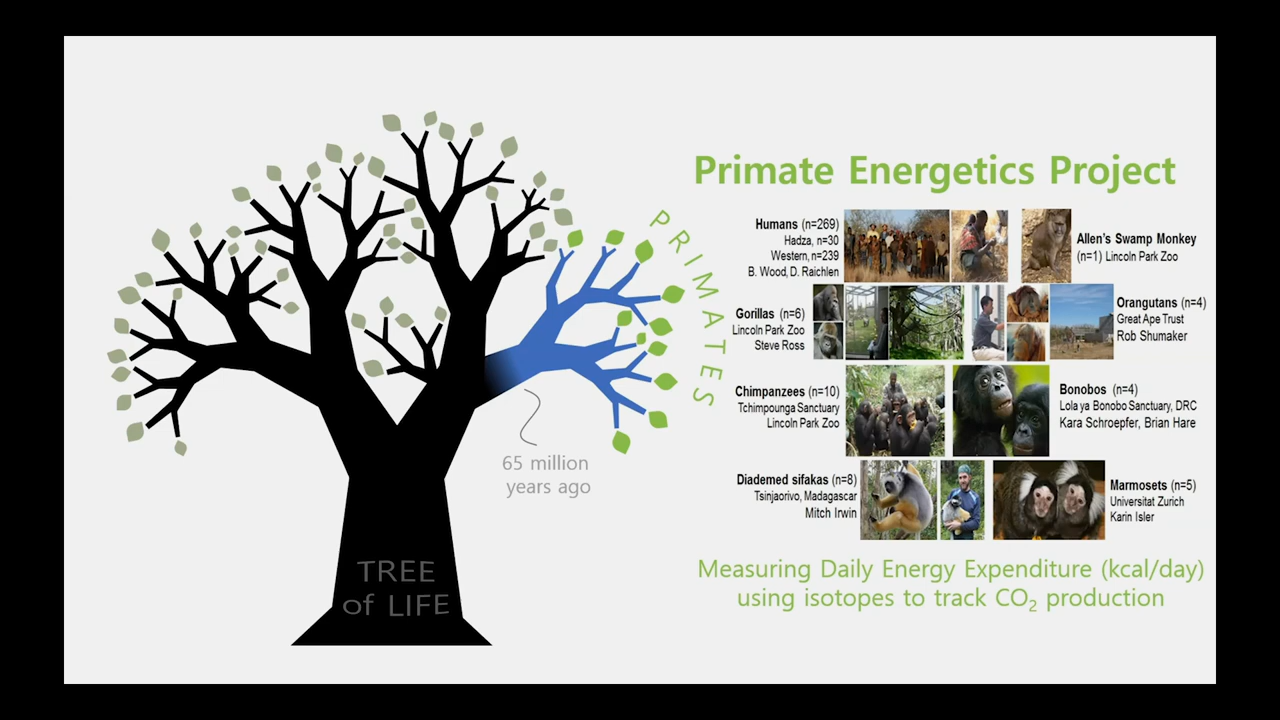 Primate Energetics Project
PRIMATES
Humans (n=269)
Hadza, n=30
Western, n=239
B. Wood, D. Raichlen
Allen's Swamp Monkey
(n=1) Lincoln Park Zoo
Gorillas (n=6)
Lincoln Park Zoo
Steve Ross
Orangutans (n=4)
Great Ape Trust
Rob Shumaker
Chimpanzees (n=10)
Tchimpounga Sanctuary
Lincoln Park Zoo
Bonobos (n=4)
Lola ya Bonobo Sanctuary, DRC
Kara Schroepfer, Brian Hare
Diademed sifakas (n=8)
Tsinjoarivo, Madagascar
Mitch Irwin
Marmosets (n=5)
Universitat Zurich
Karin Isler
65 million
years ago
TREE
of LIFE
Measuring Daily Energy Expenditure (kcal/day)
using isotopes to track CO₂ production